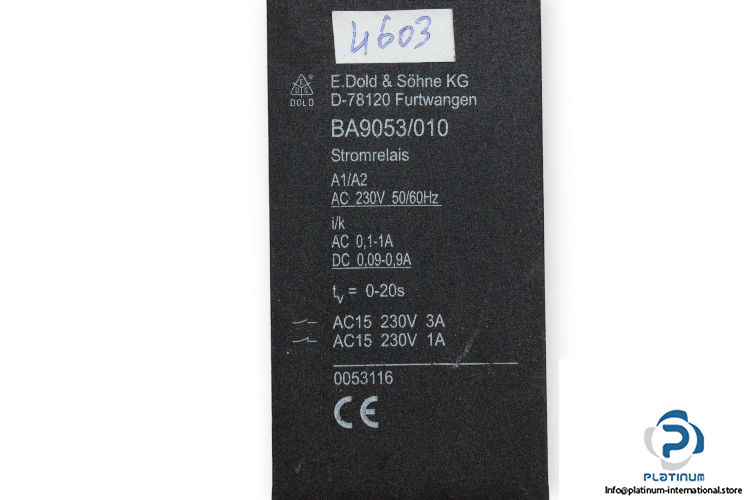 4603
E.Dold & Söhne KG
DOLD
D-78120 Furtwangen
BA9053/010
Stromrelais
A1/A2
AC 230V 50/60Hz
i/k
AC 0,1-1A
DC 0,09-0,9A
tv = 0-20s
AC15 230V 3A
AC15 230V 1A
0053116
CE
PLATINUM
Info@platinum-international.store